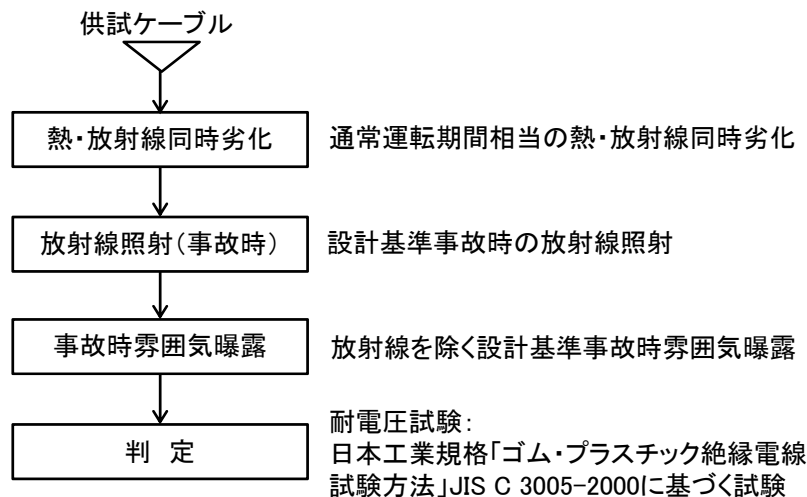 供試ケーブル
熱・放射線同時劣化
通常運転期間相当の熱・放射線同時劣化
放射線照射(事故時)
設計基準事故時の放射線照射
事故時雰囲気曝露
放射線を除く設計基準事故時雰囲気曝露
判　定
耐電圧試験:
日本工業規格「ゴム・プラスチック絶縁電線
試験方法」JIS C 3005-2000に基づく試験